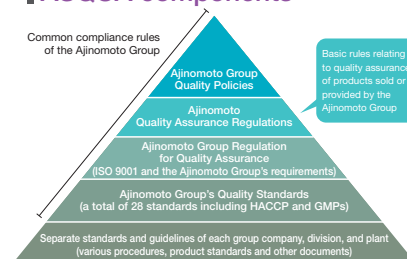 Common compliance rules
of the Ajinomoto Group
Basic rules relating
to quality assurance
of products sold or
provided by the
Ajinomoto Group
Ajinomoto Group
Quality Policies
Ajinomoto
Quality Assurance Regulations
Ajinomoto Group Regulation
for Quality Assurance
(ISO 9001 and the Ajinomoto Group's requirements)
Ajinomoto Group's Quality Standards
(a total of 28 standards including HACCP and GMPs)
Separate standards and guidelines of each group company, division, and plant
(various procedures, product standards and other documents)